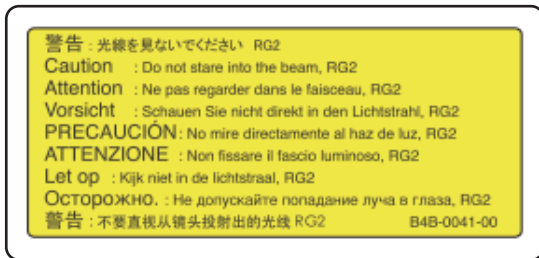 警告 : 光線を見ないでください RG2
Caution : Do not stare into the beam, RG2
Attention : Ne pas regarder dans le faisceau, RG2
Vorsicht : Schauen Sie nicht direkt in den Lichtstrahl, RG2
PRECAUCIÓN : No mire directamente al haz de luz, RG2
ATTENZIONE : Non fissare il fascio luminoso, RG2
Let op : Kijk niet in de lichtstraal, RG2
Осторожно. : Не допускайте попадание луча в глаза, RG2
警告 : 不要直视从镜头投射出的光线 RG2 B4B-0041-00